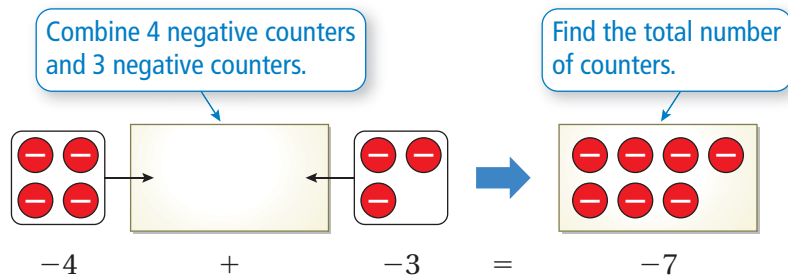 Combine 4 negative counters
and 3 negative counters.
Find the total number
of counters.
−4 + −3 = −7